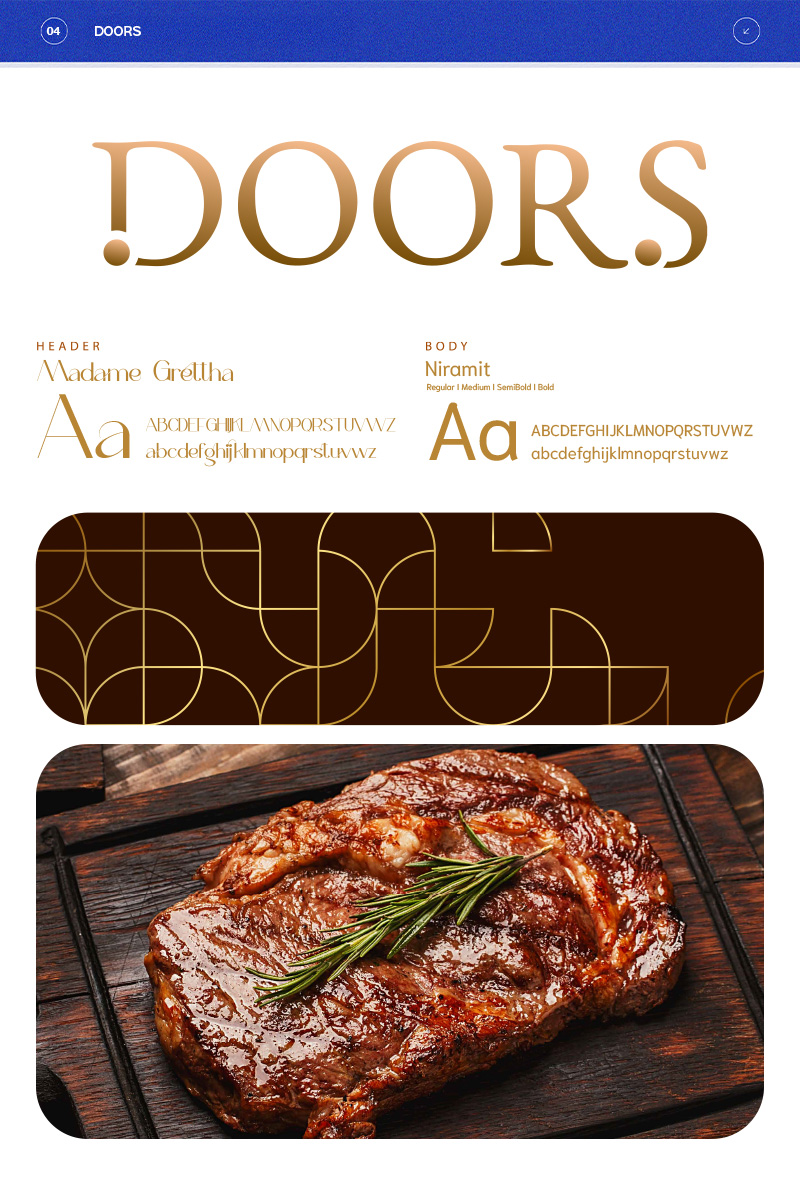 04 DOORS
DOORS
HEADER
Madame Grettha
Aa
ABCDEFGHIJKLMNOPQRSTUVWZ
abcdefghijklmnopqrstuvwz
BODY
Niramit
Regular I Medium I SemiBold I Bold
Aa
ABCDEFGHIJKLMNOPQRSTUVWZ
abcdefghijklmnopqrstuvwz